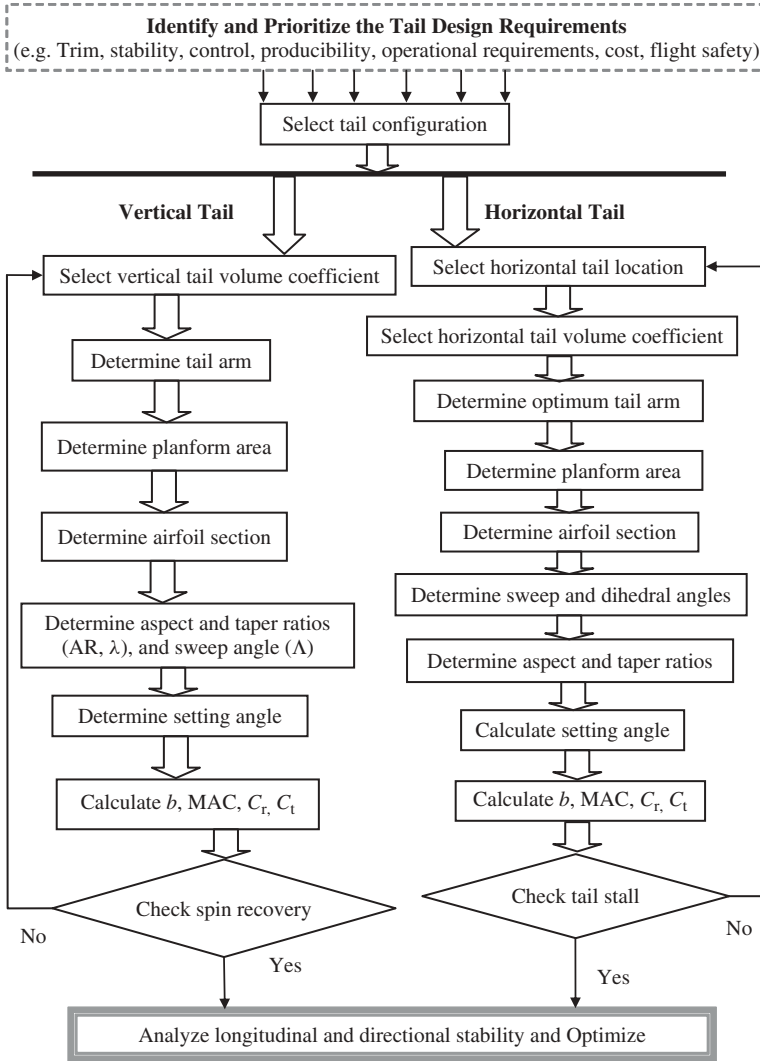 Identify and Prioritize the Tail Design Requirements
(e.g. Trim, stability, control, producibility, operational requirements, cost, flight safety)
Select tail configuration
Vertical Tail
Select vertical tail volume coefficient
Determine tail arm
Determine planform area
Determine airfoil section
Determine aspect and taper ratios
(AR, λ), and sweep angle (Λ)
Determine setting angle
Calculate b, MAC, Cr, Ct
Check spin recovery
No
Yes
Horizontal Tail
Select horizontal tail location
Select horizontal tail volume coefficient
Determine optimum tail arm
Determine planform area
Determine airfoil section
Determine sweep and dihedral angles
Determine aspect and taper ratios
Calculate setting angle
Calculate b, MAC, Cr, Ct
Check tail stall
No
Yes
Analyze longitudinal and directional stability and Optimize